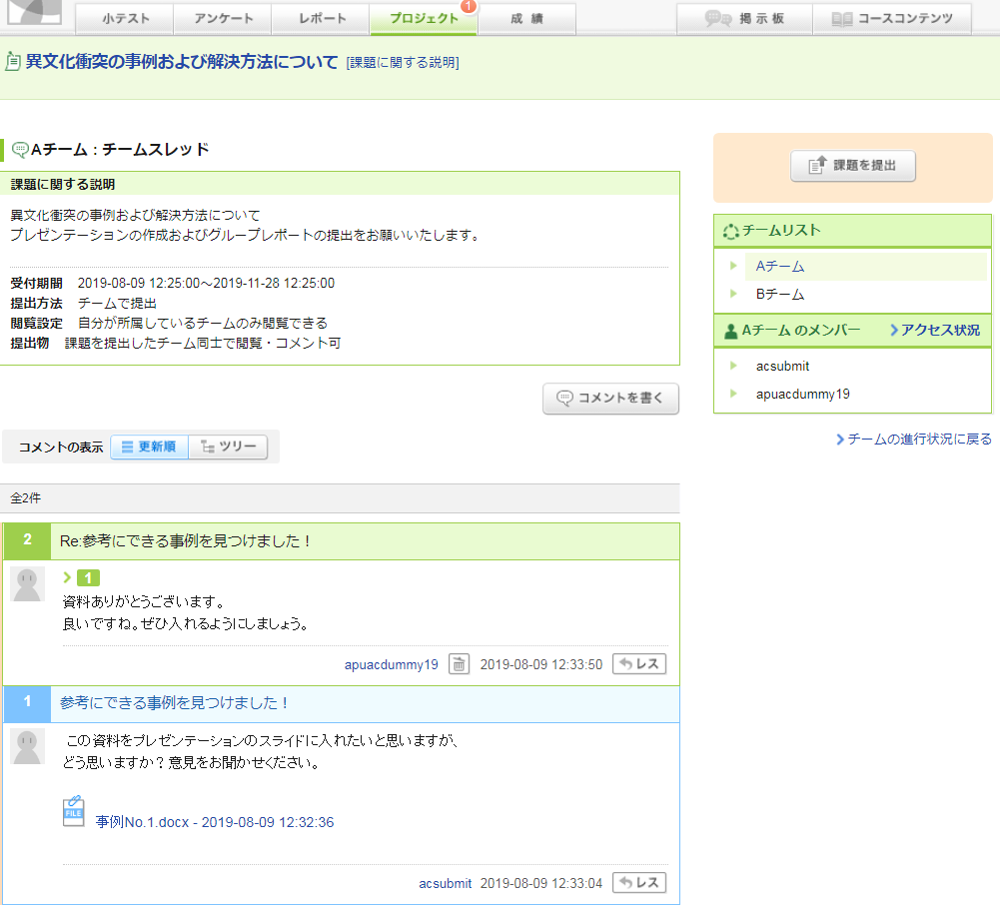 小テスト
アンケート
レポート
プロジェクト
1
成 績
掲 示 板
コースコンテンツ
異文化衝突の事例および解決方法について [課題に関する説明]
Aチーム : チームスレッド
課題に関する説明
異文化衝突の事例および解決方法について
プレゼンテーションの作成およびグループレポートの提出をお願いいたします。
受付期間 2019-08-09 12:25:00～2019-11-28 12:25:00
提出方法 チームで提出
閲覧設定 自分が所属しているチームのみ閲覧できる
提出物 課題を提出したチーム同士で閲覧・コメント可
コメントを書く
コメントの表示 更新順 ツリー
全2件
2 Re:参考にできる事例を見つけました！
1
資料ありがとうございます。
良いですね。ぜひ入れるようにしましょう。
apuacdummy19 2019-08-09 12:33:50 レス
1 参考にできる事例を見つけました！
この資料をプレゼンテーションのスライドに入れたいと思いますが、
どう思いますか？意見をお聞かせください。
FILE
事例No.1.docx - 2019-08-09 12:32:36
acsubmit 2019-08-09 12:33:04 レス
課題を提出
チームリスト
Aチーム
Bチーム
Aチーム のメンバー アクセス状況
acsubmit
apuacdummy19
チームの進行状況に戻る